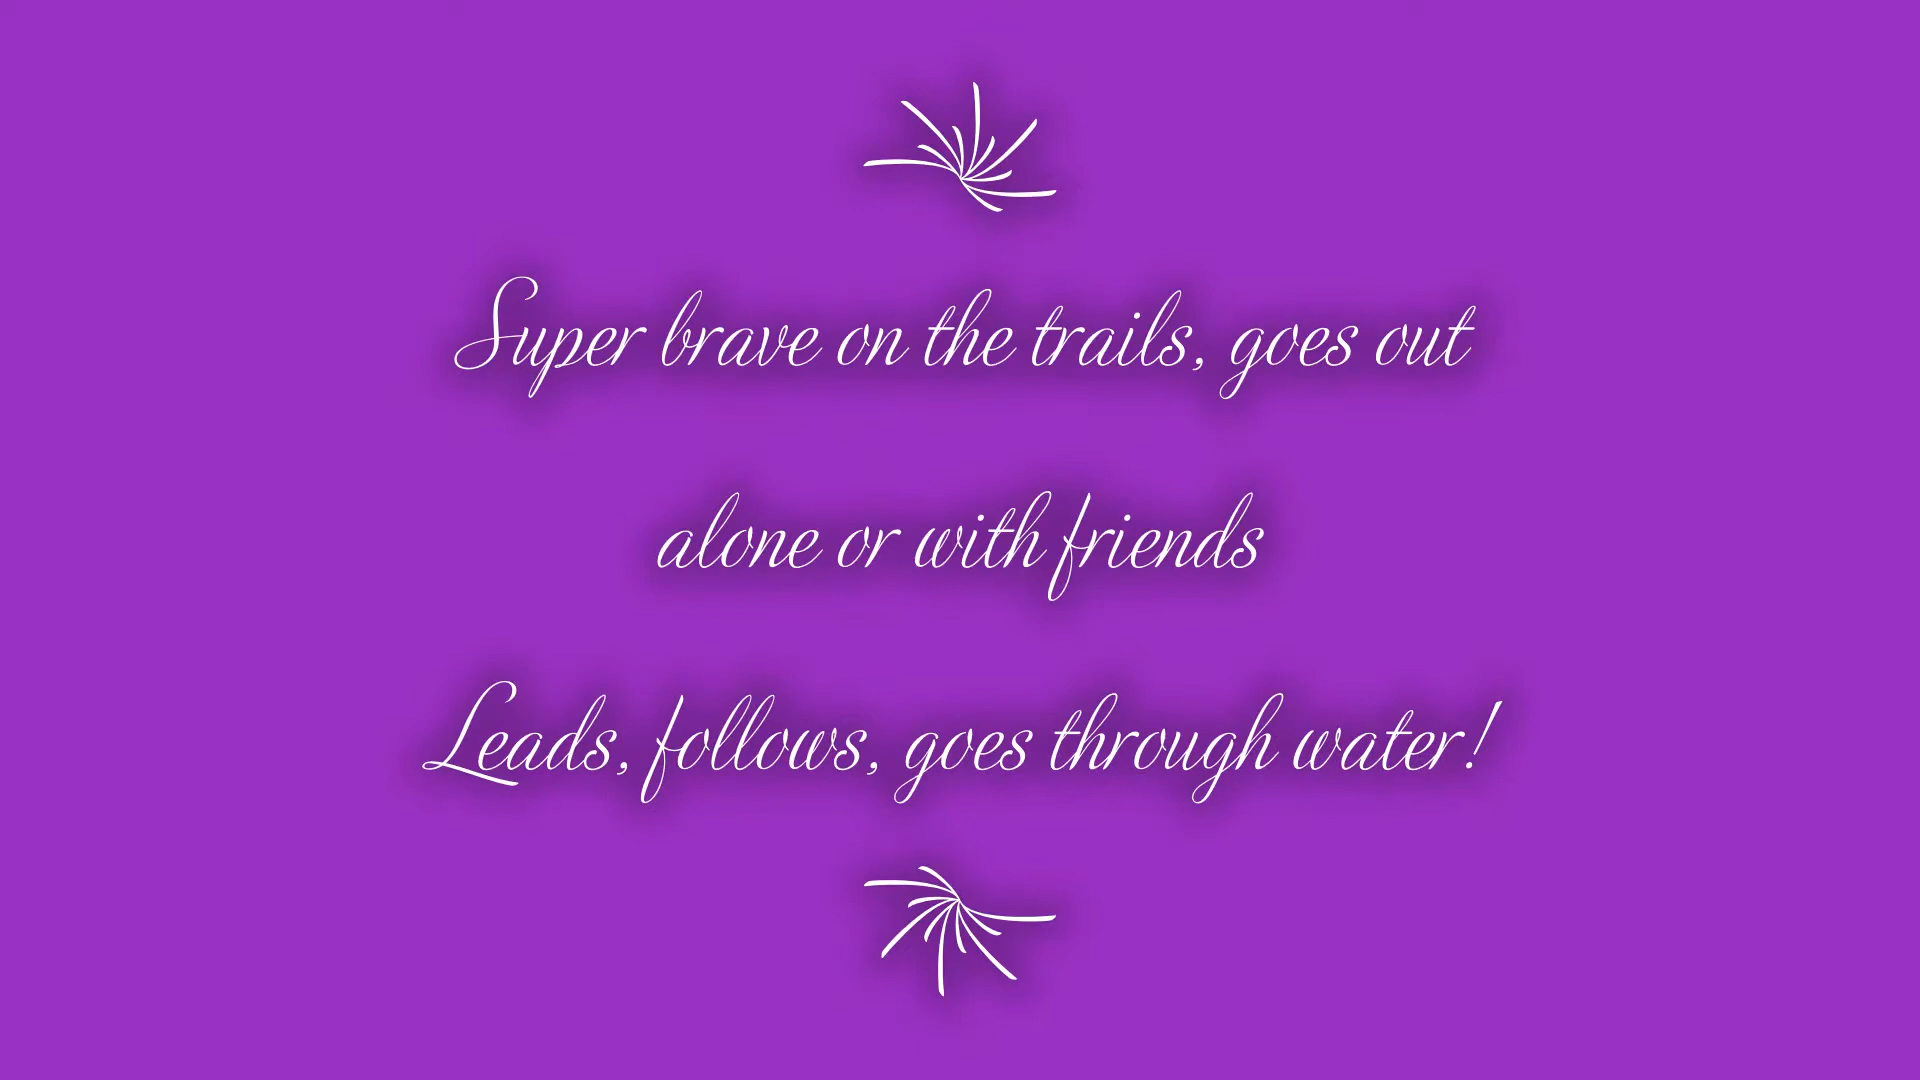 Super brave on the trails, goes out
alone or with friends
Leads, follows, goes through water!